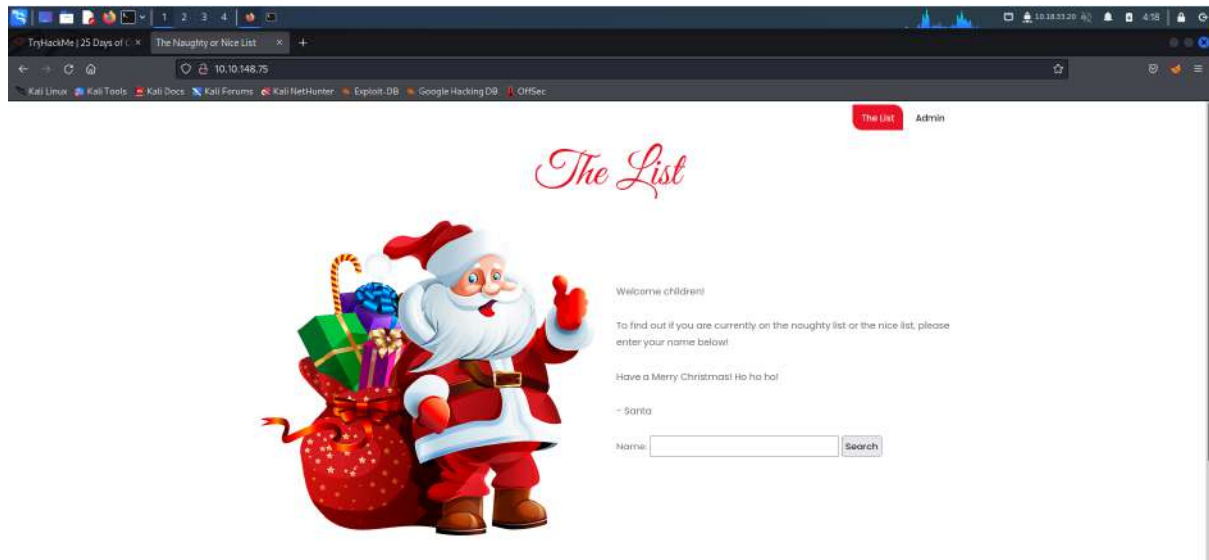 1 2 3 4
10.18.33.20
4:18
TryHackMe | 25 Days of C
The Naughty or Nice List
10.10.148.75
Kali Linux Kali Tools Kali Docs Kali Forums Kali NetHunter Exploit-DB Google Hacking DB OffSec
The List Admin
The List
Welcome children!
To find out if you are currently on the naughty list or the nice list, please
enter your name below!
Have a Merry Christmas! Ho ho ho!
- Santa
Name: Search